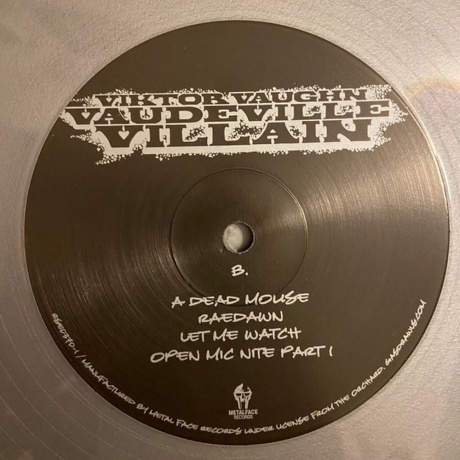 VIKTOR VAUGHN
VAUDEVILLE
VILLAIN
B.
A DEAD MOUSE
RAEDAWN
LET ME WATCH
OPEN MIC NITE PART 1
METALFACE
RECORDS
MANUFACTURED BY METAL FACE RECORDS UNDER LICENSE FROM THE ORCHARD.